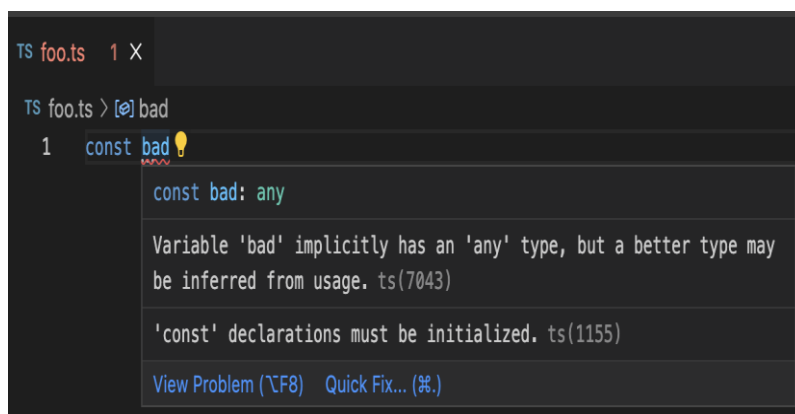 TS foo.ts 1 X
TS foo.ts > bad
1 const bad
const bad: any
Variable 'bad' implicitly has an 'any' type, but a better type may
be inferred from usage. ts(7043)
'const' declarations must be initialized. ts(1155)
View Problem (⌥F8) Quick Fix... (⌘.)